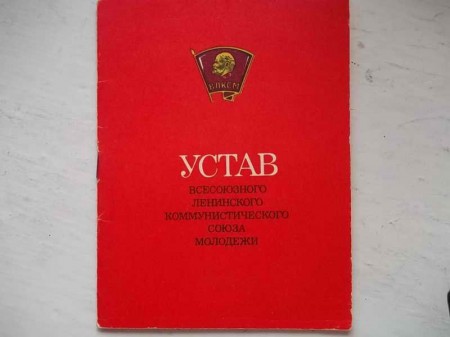 ВЛКСМ
УСТАВ
ВСЕСОЮЗНОГО
ЛЕНИНСКОГО
КОММУНИСТИЧЕСКОГО
СОЮЗА
МОЛОДЕЖИ